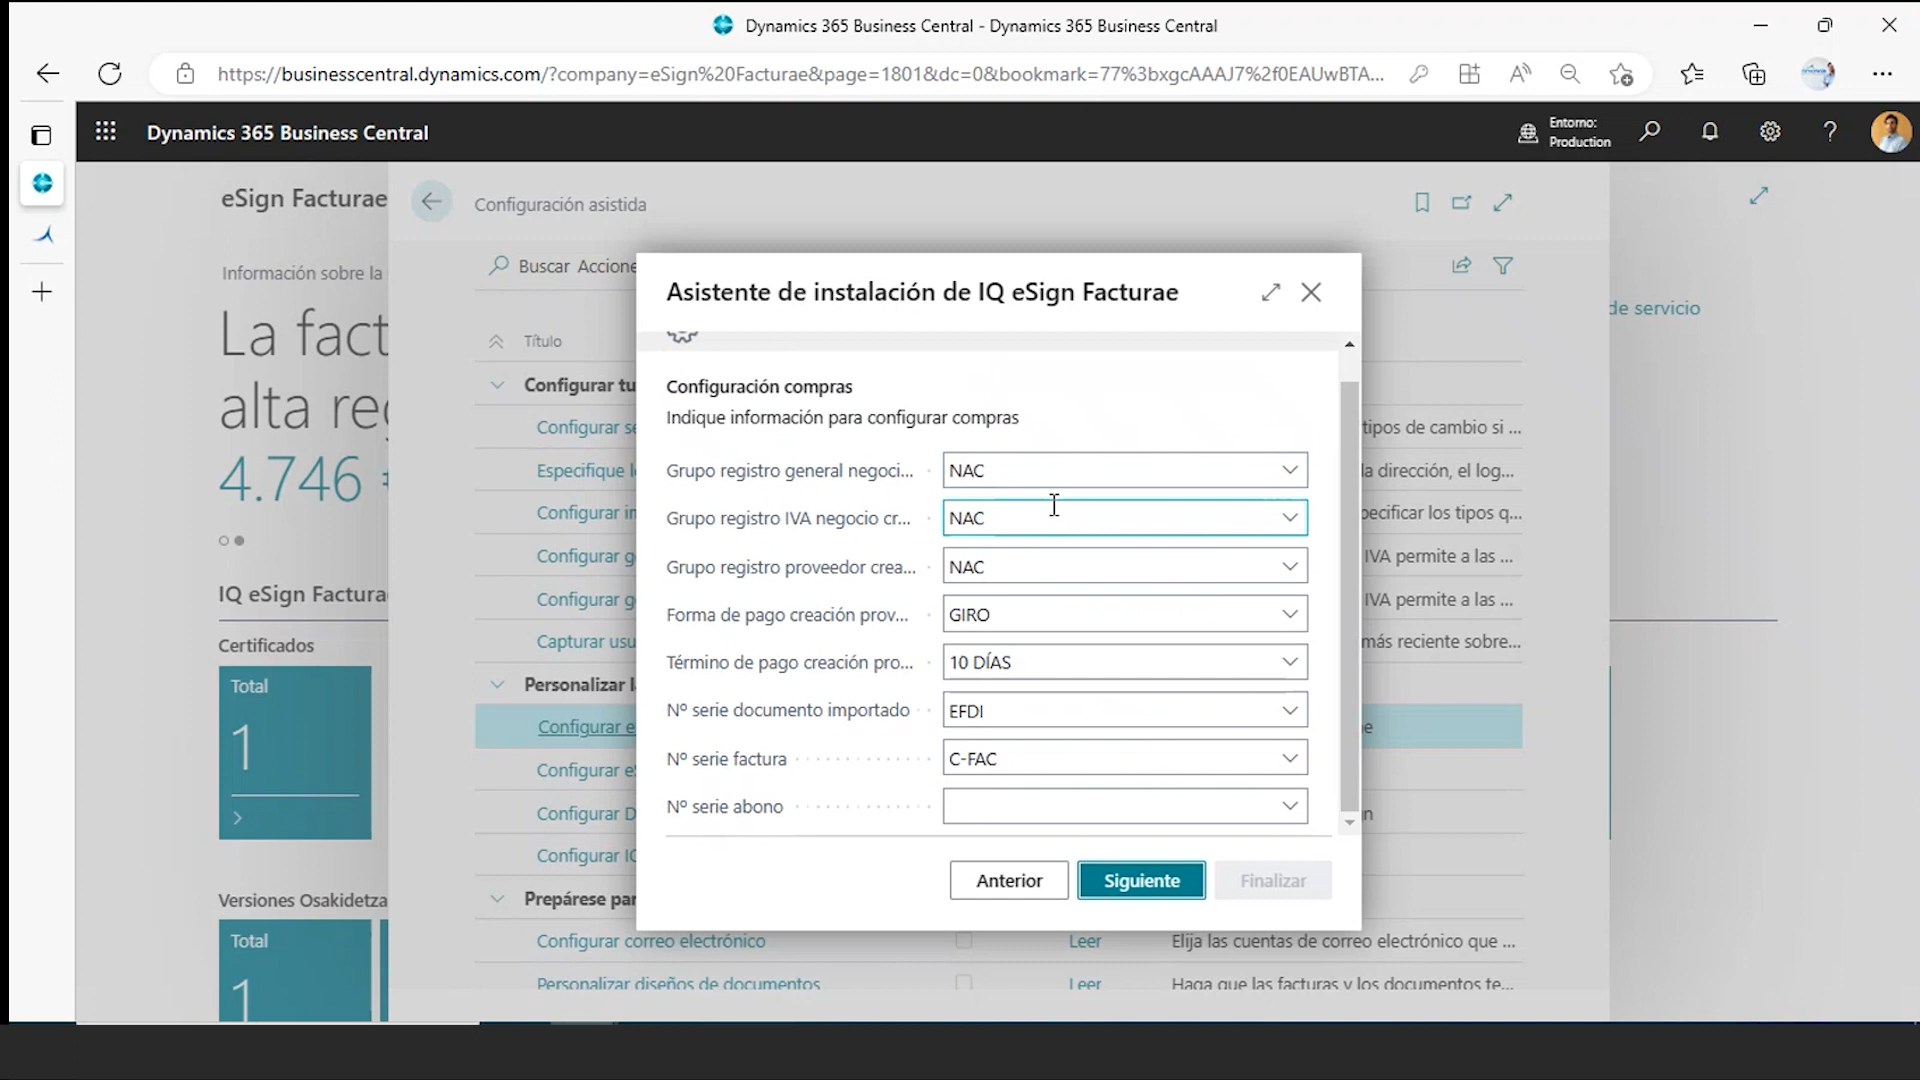 Dynamics 365 Business Central - Dynamics 365 Business Central
https://businesscentral.dynamics.com/?company=eSign%20Facturae&page=1801&dc=0&bookmark=77%3bxgcAAAJ7%2f0EAUwBTA...
Dynamics 365 Business Central
Entorno:
Production
eSign Facturae
Configuración asistida
Información sobre la
Buscar Accione
La fact
alta re
4.746
de servicio
Título
Configurar tu
Configurar se
tipos de cambio si ...
Especifique l
la dirección, el log...
Configurar in
pecificar los tipos q...
Configurar g
IVA permite a las ...
Configurar g
IVA permite a las ...
Capturar usu
más reciente sobre...
Personalizar l
Configurar e
e
Configurar eS
Configurar D
n
Configurar IQ
Prepárese par
Configurar correo electrónico
Leer
Elija las cuentas de correo electrónico que ...
Personalizar diseños de documentos
Leer
Haga que las facturas y los documentos te...
IQ eSign Factura
Certificados
Total
1
Versiones Osakidetza
Total
1
Asistente de instalación de IQ eSign Facturae
Configuración compras
Indique información para configurar compras
Grupo registro general negoci... NAC
Grupo registro IVA negocio cr... NAC
Grupo registro proveedor crea... NAC
Forma de pago creación prov... GIRO
Término de pago creación pro... 10 DÍAS
Nº serie documento importado EFDI
Nº serie factura C-FAC
Nº serie abono
Anterior
Siguiente
Finalizar